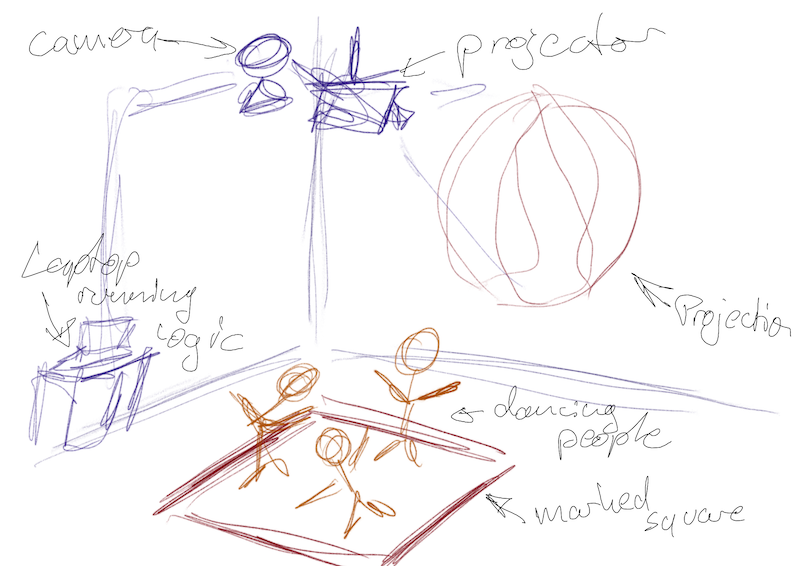 camera
projector
Laptop
running
logic
Projection
dancing
people
marked
square